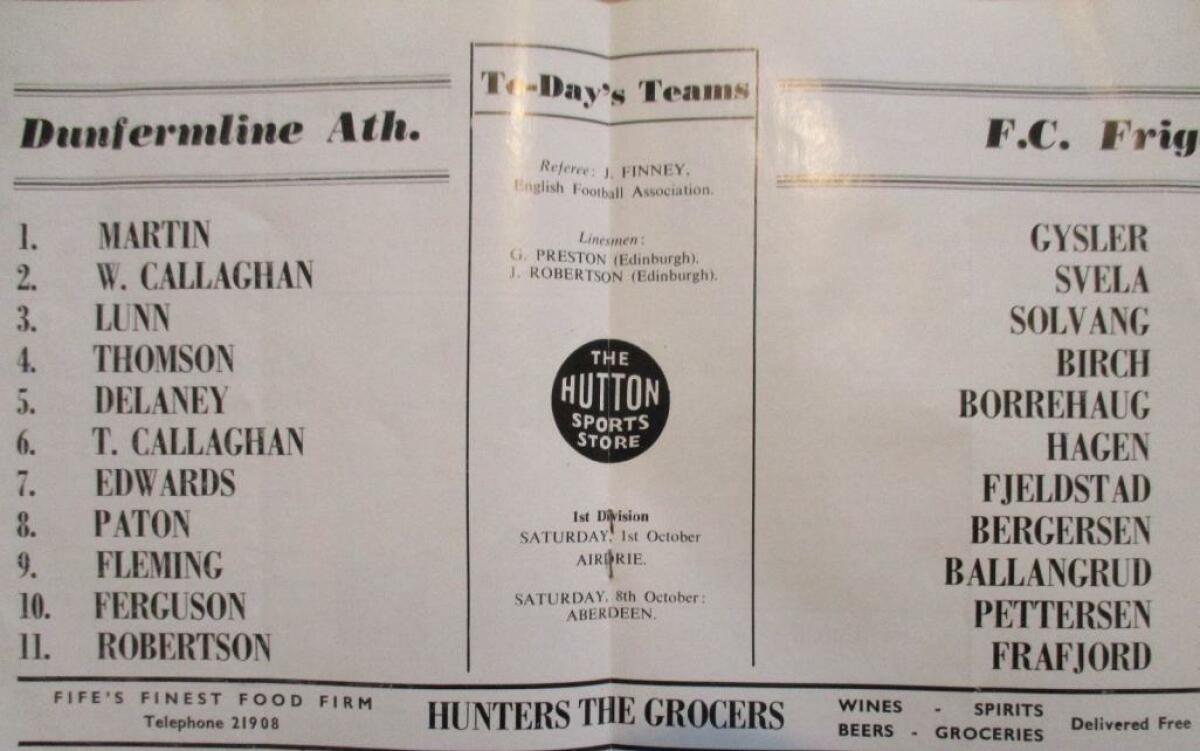 Dunfermline Ath.
1. MARTIN
2. W. CALLAGHAN
3. LUNN
4. THOMSON
5. DELANEY
6. T. CALLAGHAN
7. EDWARDS
8. PATON
9. FLEMING
10. FERGUSON
11. ROBERTSON
To-Day's Teams
Referee: J. FINNEY,
English Football Association.
Linesmen:
G. PRESTON (Edinburgh).
J. ROBERTSON (Edinburgh).
THE
HUTTON
SPORTS
STORE
1st Division
SATURDAY, 1st October
AIRDRIE.
SATURDAY, 8th October:
ABERDEEN.
F.C. Frig
GYSLER
SVELA
SOLVANG
BIRCH
BORREHAUG
HAGEN
FJELDSTAD
BERGERSEN
BALLANGRUD
PETTERSEN
FRAFJORD
FIFE'S FINEST FOOD FIRM
Telephone 21908
HUNTERS THE GROCERS
WINES - SPIRITS
BEERS - GROCERIES
Delivered Free